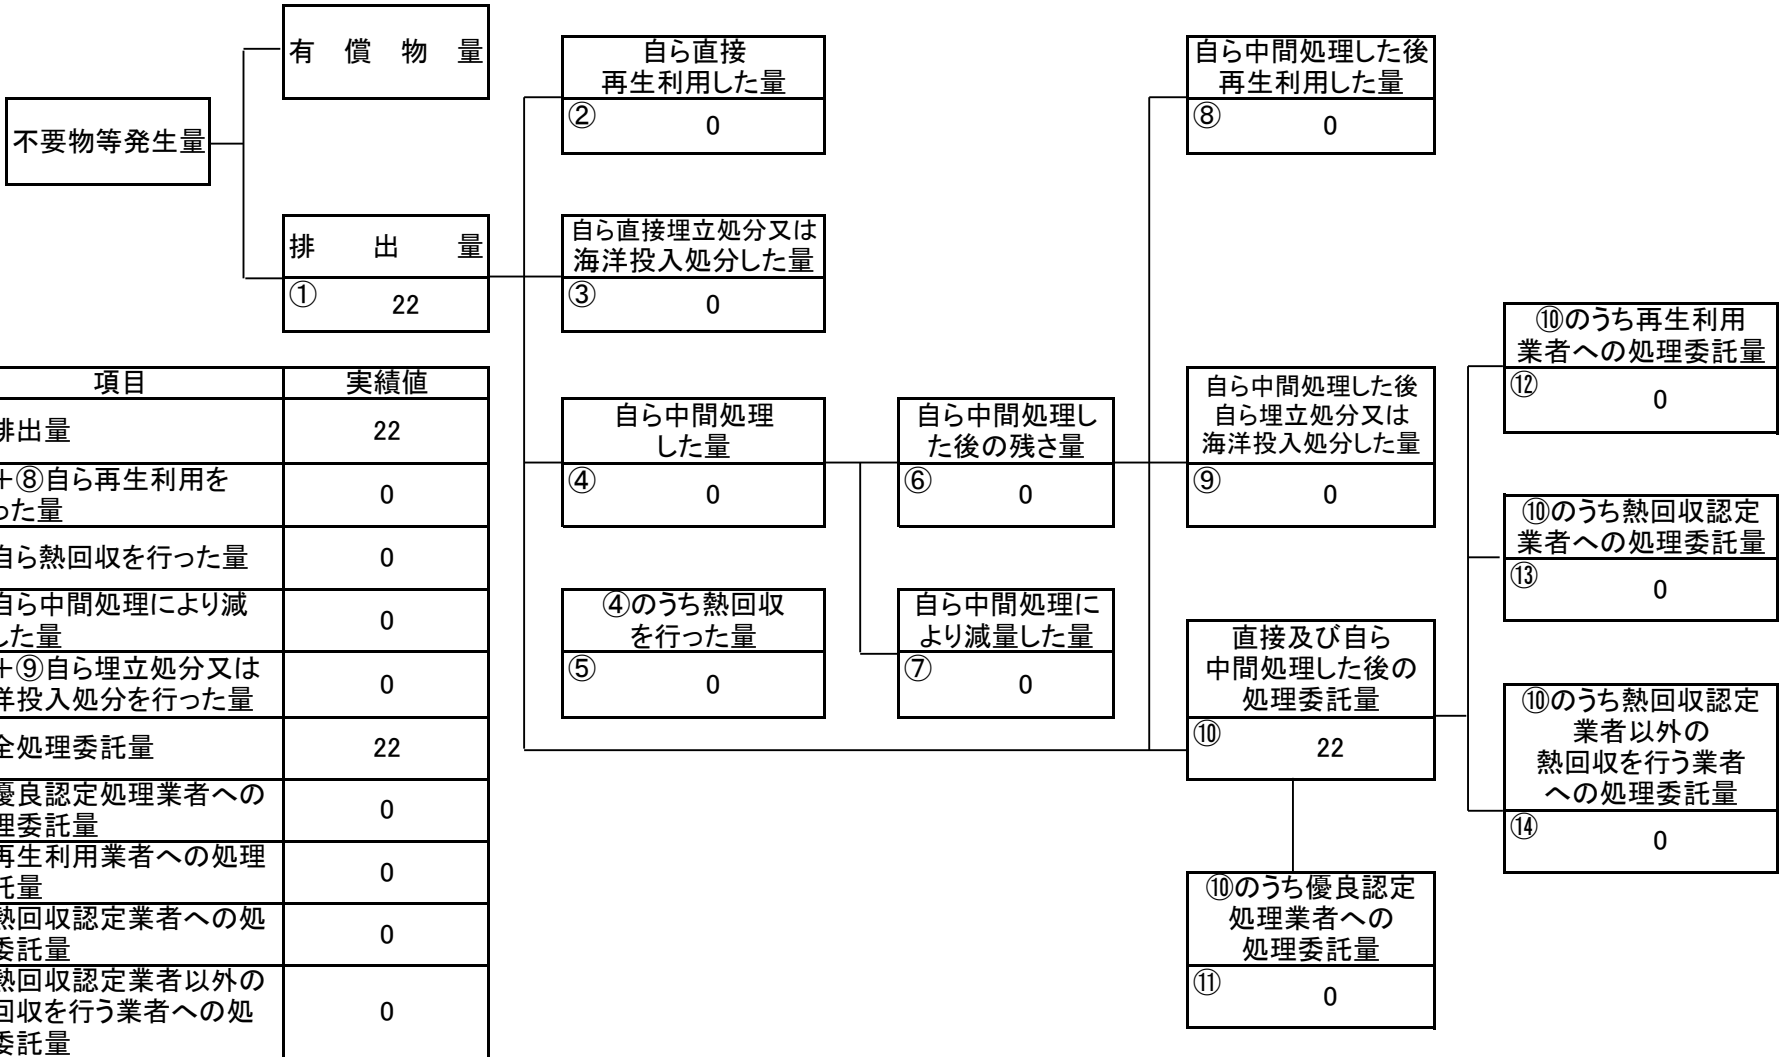 有 償 物 量
不要物等発生量
排 出 量
① 22
自ら直接
再生利用した量
② 0
自ら直接埋立処分又は
海洋投入処分した量
③ 0
自ら中間処理
した量
④ 0
④のうち熱回収
を行った量
⑤ 0
自ら中間処理し
た後の残さ量
⑥ 0
自ら中間処理に
より減量した量
⑦ 0
自ら中間処理した後
再生利用した量
⑧ 0
自ら中間処理した後
自ら埋立処分又は
海洋投入処分した量
⑨ 0
直接及び自ら
中間処理した後の
処理委託量
⑩ 22
⑩のうち優良認定
処理業者への
処理委託量
⑪ 0
⑩のうち再生利用
業者への処理委託量
⑫ 0
⑩のうち熱回収認定
業者への処理委託量
⑬ 0
⑩のうち熱回収認定
業者以外の
熱回収を行う業者
への処理委託量
⑭ 0
項目 実績値
排出量 22
+⑧自ら再生利用を
った量 0
自ら熱回収を行った量 0
自ら中間処理により減
した量 0
+⑨自ら埋立処分又は
洋投入処分を行った量 0
全処理委託量 22
優良認定処理業者への
理委託量 0
再生利用業者への処理
託量 0
熱回収認定業者への処
委託量 0
熱回収認定業者以外の
回収を行う業者への処
委託量 0